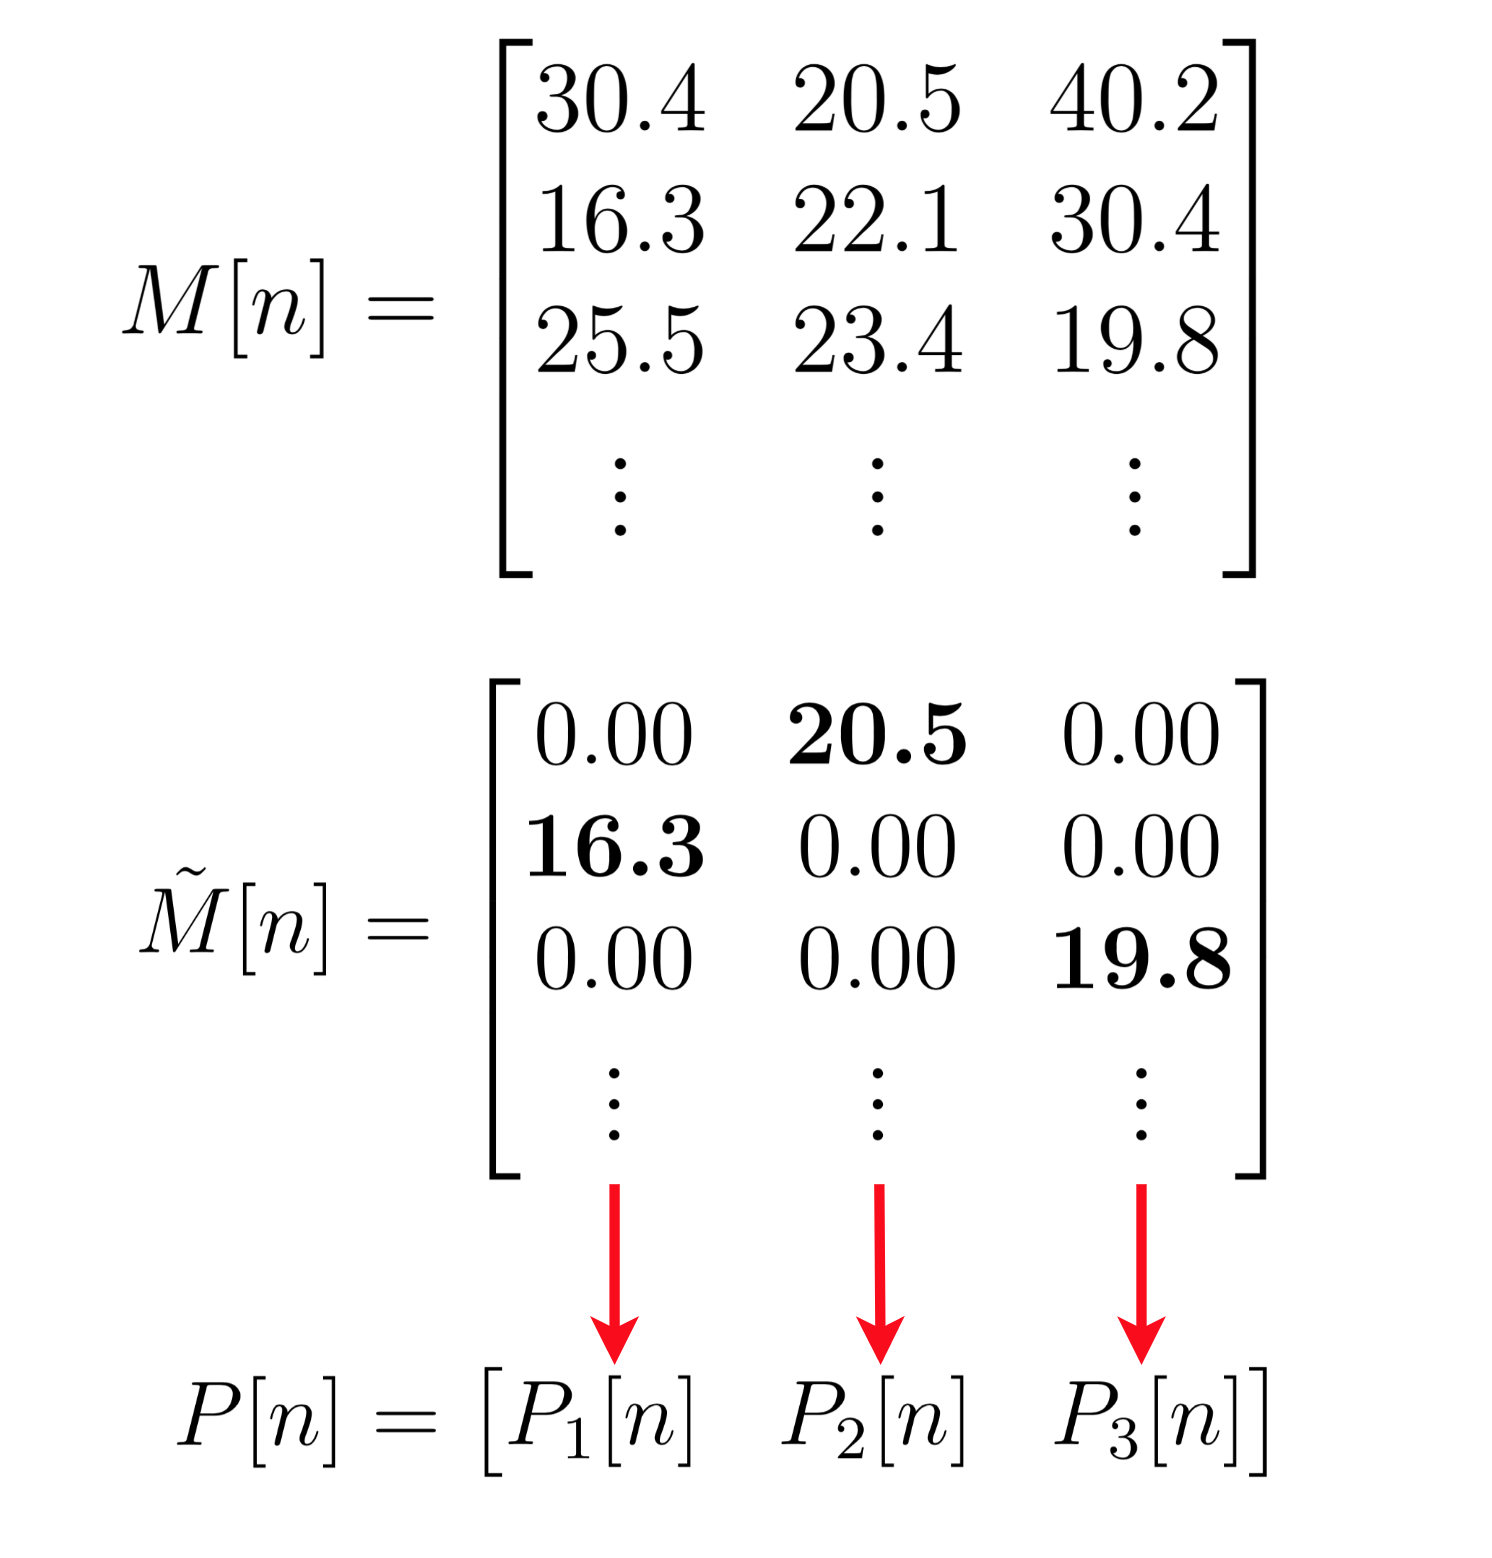 30.4 20.5 40.2
16.3 22.1 30.4
M[n] =
25.5 23.4 19.8
⋮ ⋮ ⋮
0.00 20.5 0.00
16.3 0.00 0.00
M̃[n] =
0.00 0.00 19.8
⋮ ⋮ ⋮
P[n] = [P₁[n] P₂[n] P₃[n]]